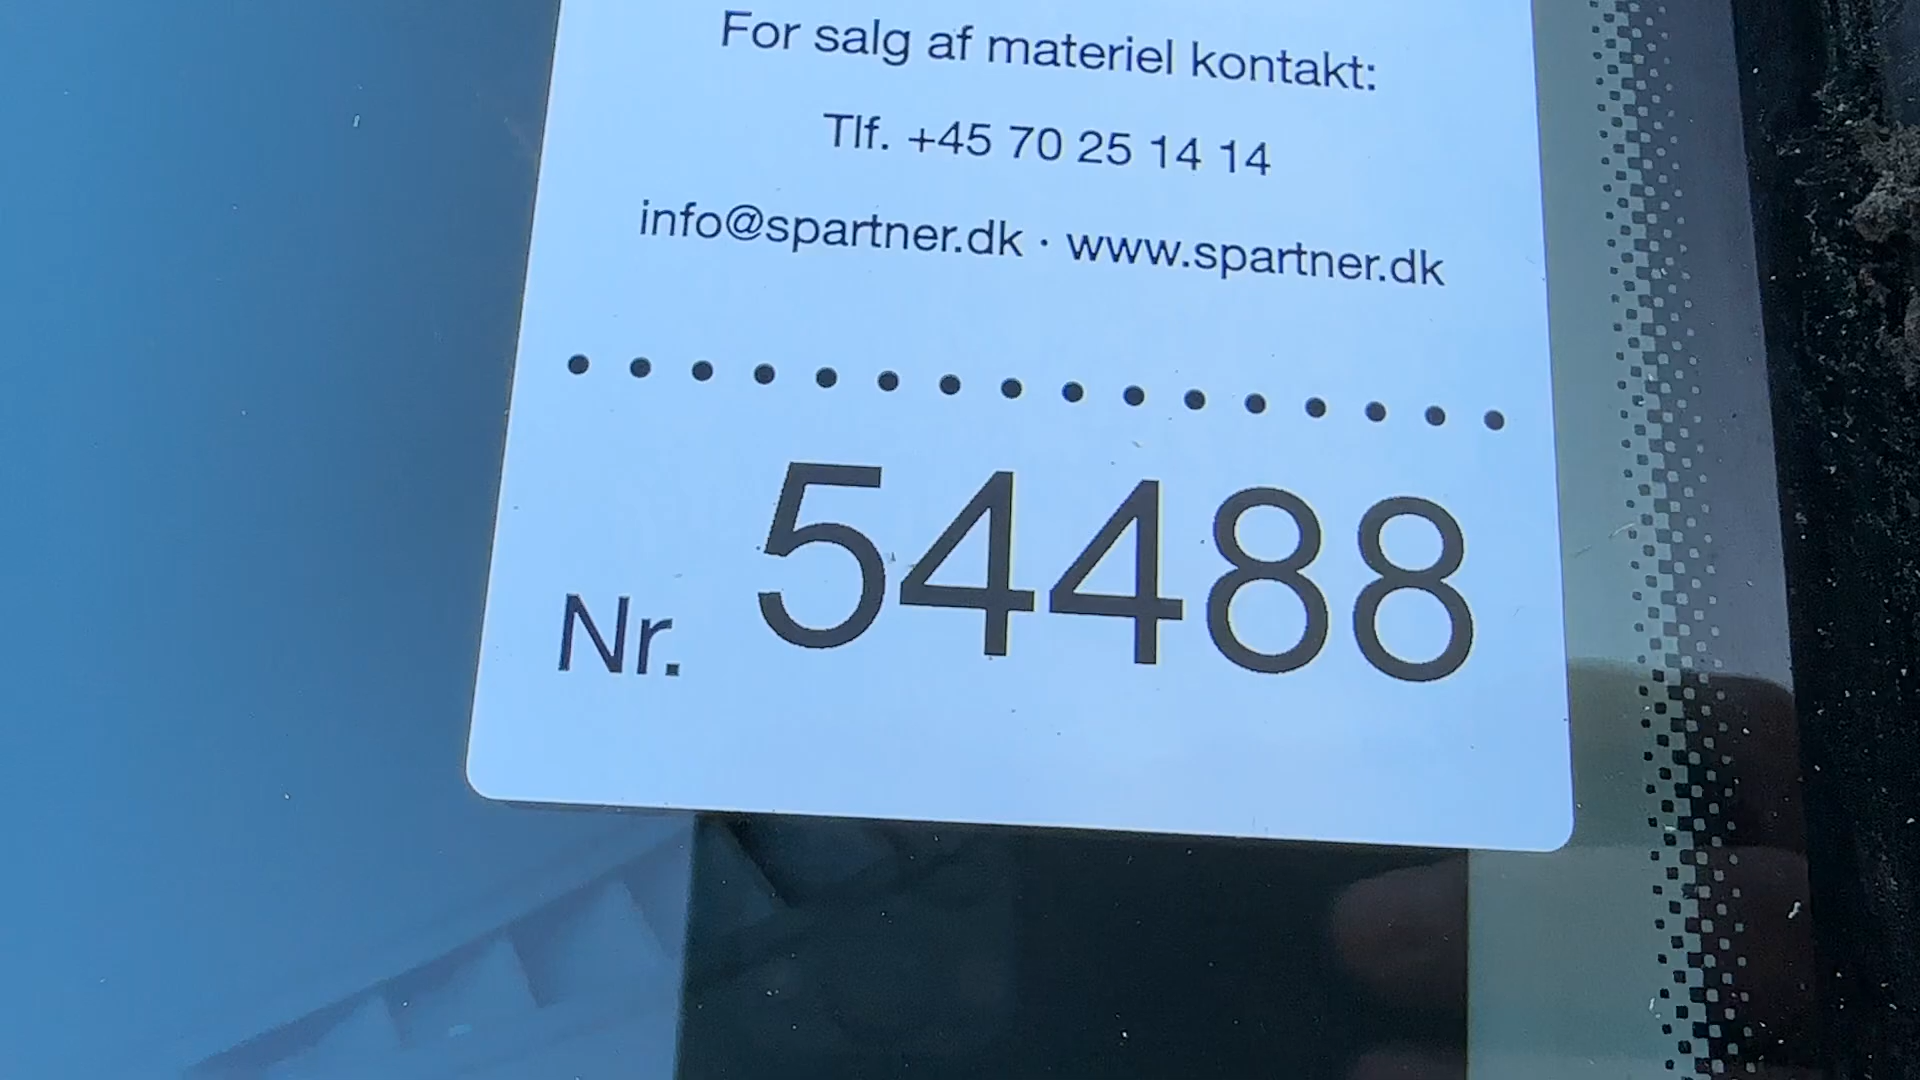 For salg af materiel kontakt:
Tlf. +45 70 25 14 14
info@spartner.dk · www.spartner.dk
Nr. 54488